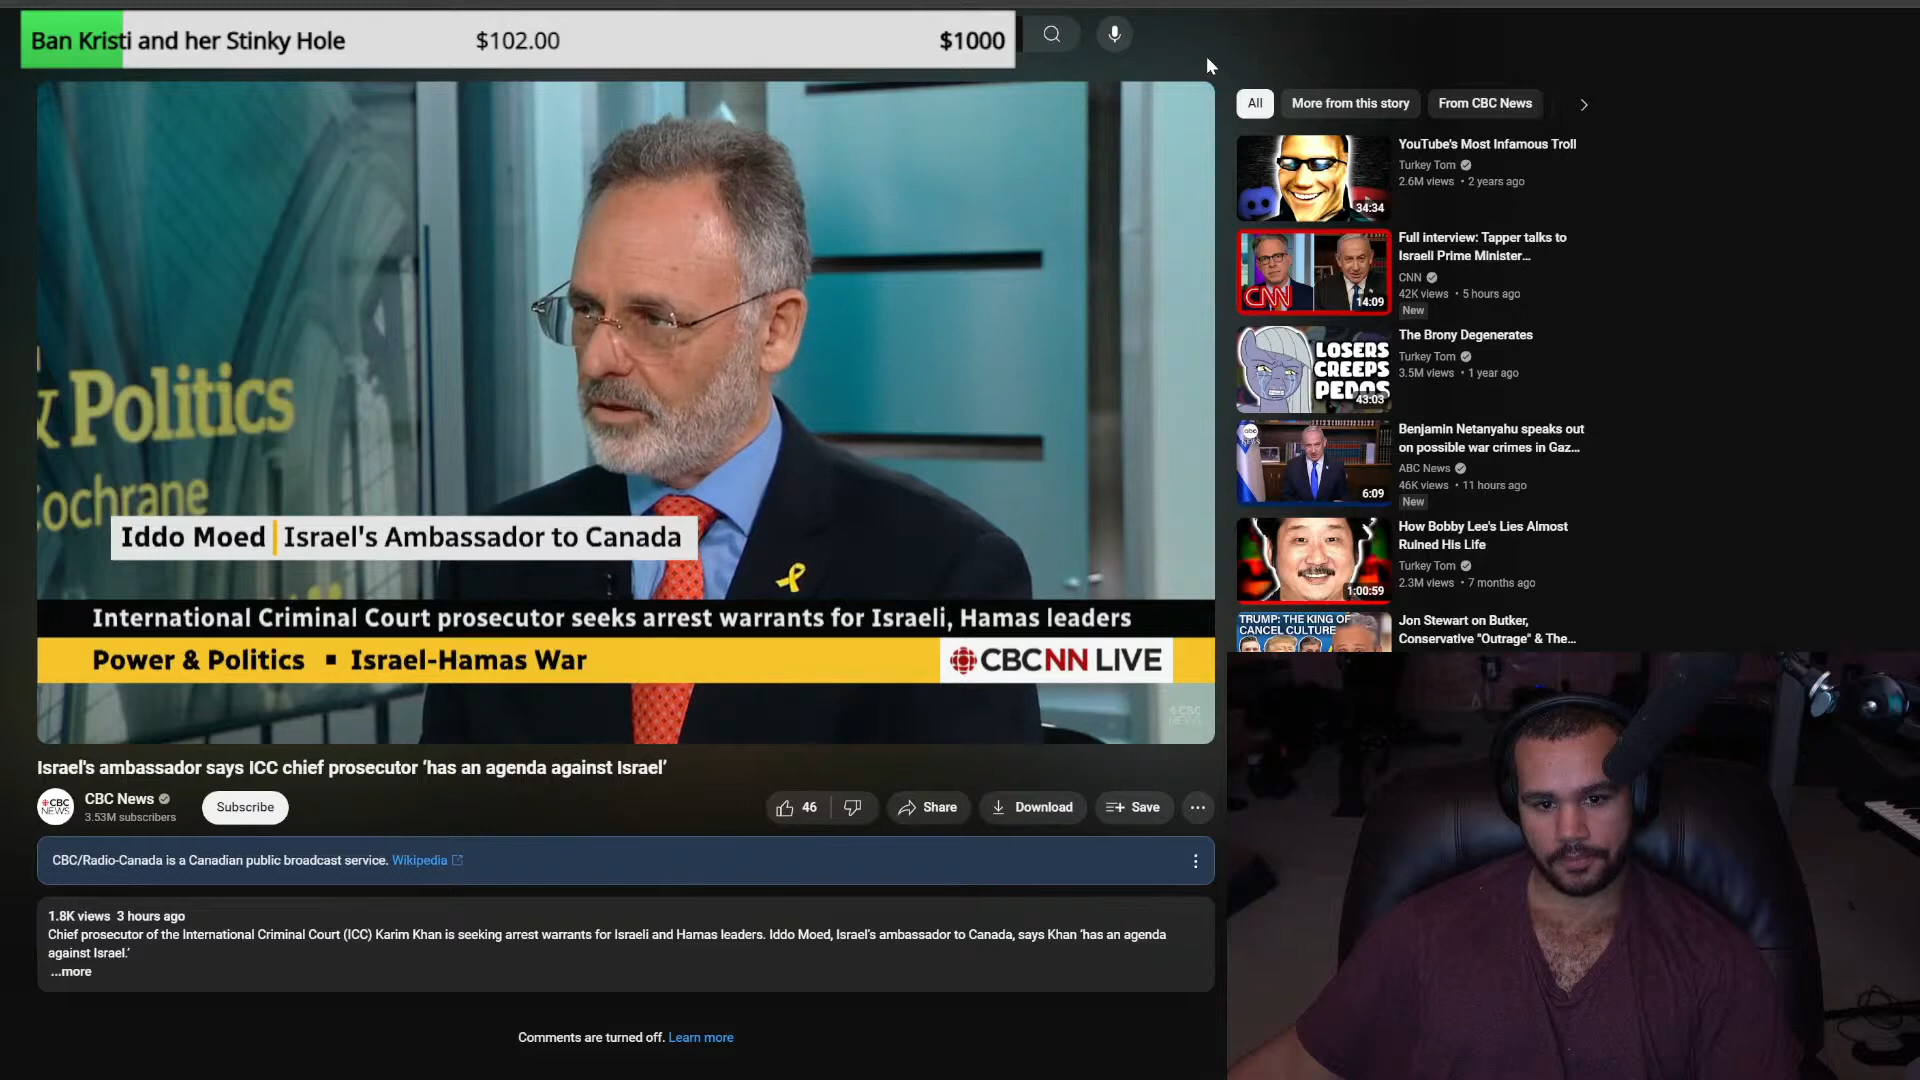 Ban Kristi and her Stinky Hole $102.00 $1000
& Politics
Cochrane
Iddo Moed | Israel's Ambassador to Canada
International Criminal Court prosecutor seeks arrest warrants for Israeli, Hamas leaders
Power & Politics ▪ Israel-Hamas War
CBCNN LIVE
CBC
NEWS
Israel's ambassador says ICC chief prosecutor ‘has an agenda against Israel’
CBC
NEWS
CBC News
3.53M subscribers
Subscribe
46
Share
Download
Save
CBC/Radio-Canada is a Canadian public broadcast service. Wikipedia
1.8K views 3 hours ago
Chief prosecutor of the International Criminal Court (ICC) Karim Khan is seeking arrest warrants for Israeli and Hamas leaders. Iddo Moed, Israel’s ambassador to Canada, says Khan ‘has an agenda
against Israel.’
...more
Comments are turned off. Learn more
All
More from this story
From CBC News
34:34
YouTube's Most Infamous Troll
Turkey Tom
2.6M views • 2 years ago
CNN
14:09
Full interview: Tapper talks to
Israeli Prime Minister...
CNN
42K views • 5 hours ago
New
LOSERS
CREEPS
PEDOS
43:03
The Brony Degenerates
Turkey Tom
3.5M views • 1 year ago
abc
NEWS
6:09
Benjamin Netanyahu speaks out
on possible war crimes in Gaz...
ABC News
46K views • 11 hours ago
New
1:00:59
How Bobby Lee's Lies Almost
Ruined His Life
Turkey Tom
2.3M views • 7 months ago
TRUMP: THE KING OF
CANCEL CULTURE
Jon Stewart on Butker,
Conservative "Outrage" & The...